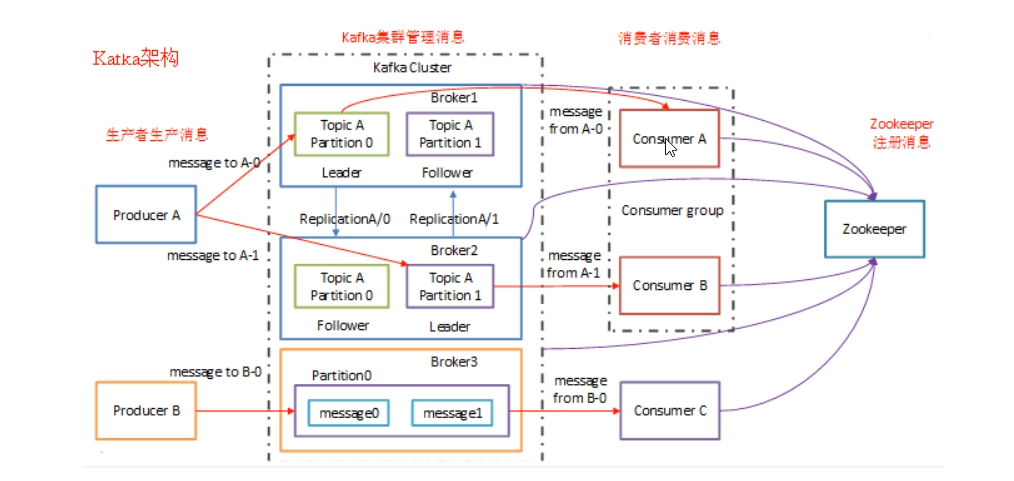 Kafka集群管理消息
消费者消费消息
Kafka架构
Kafka Cluster
Broker1
Topic A
Partition 0
Topic A
Partition 1
Leader
Follower
生产者生产消息
message to A-0
message
from A-0
Consumer A
Zookeeper
注册消息
Producer A
ReplicationA/0
ReplicationA/1
Consumer group
Zookeeper
message to A-1
Broker2
Topic A
Partition 0
Topic A
Partition 1
Follower
Leader
message
from A-1
Consumer B
Broker3
message to B-0
Partition0
message0
message1
Producer B
message
from B-0
Consumer C